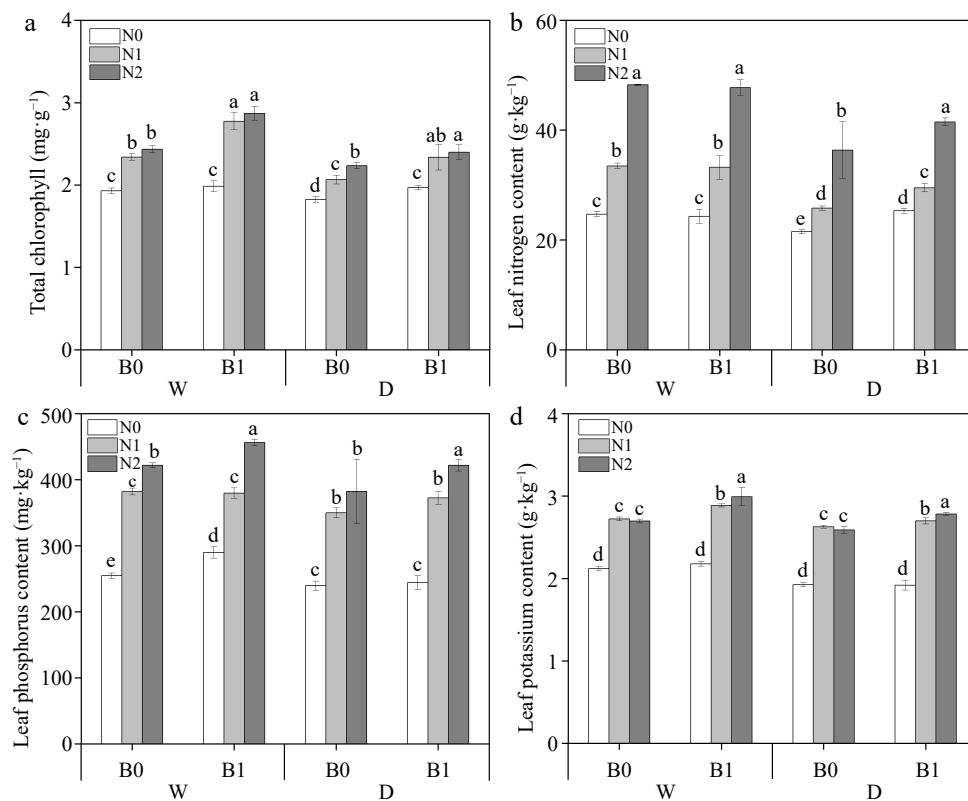 a
4
3
2
1
0
Total chlorophyll (mg·g⁻¹)
N0
N1
N2
c b b
c a a
d c b
c ab a
B0 B1 B0 B1
W D
b
60
40
20
0
Leaf nitrogen content (g·kg⁻¹)
N0
N1
N2
c b a
c b a
e d b
d c a
B0 B1 B0 B1
W D
c
500
400
300
200
100
0
Leaf phosphorus content (mg·kg⁻¹)
N0
N1
N2
e c b
d c a
c b b
c b a
B0 B1 B0 B1
W D
d
4
3
2
1
0
Leaf potassium content (g·kg⁻¹)
N0
N1
N2
d c c
d b a
d c c
d b a
B0 B1 B0 B1
W D